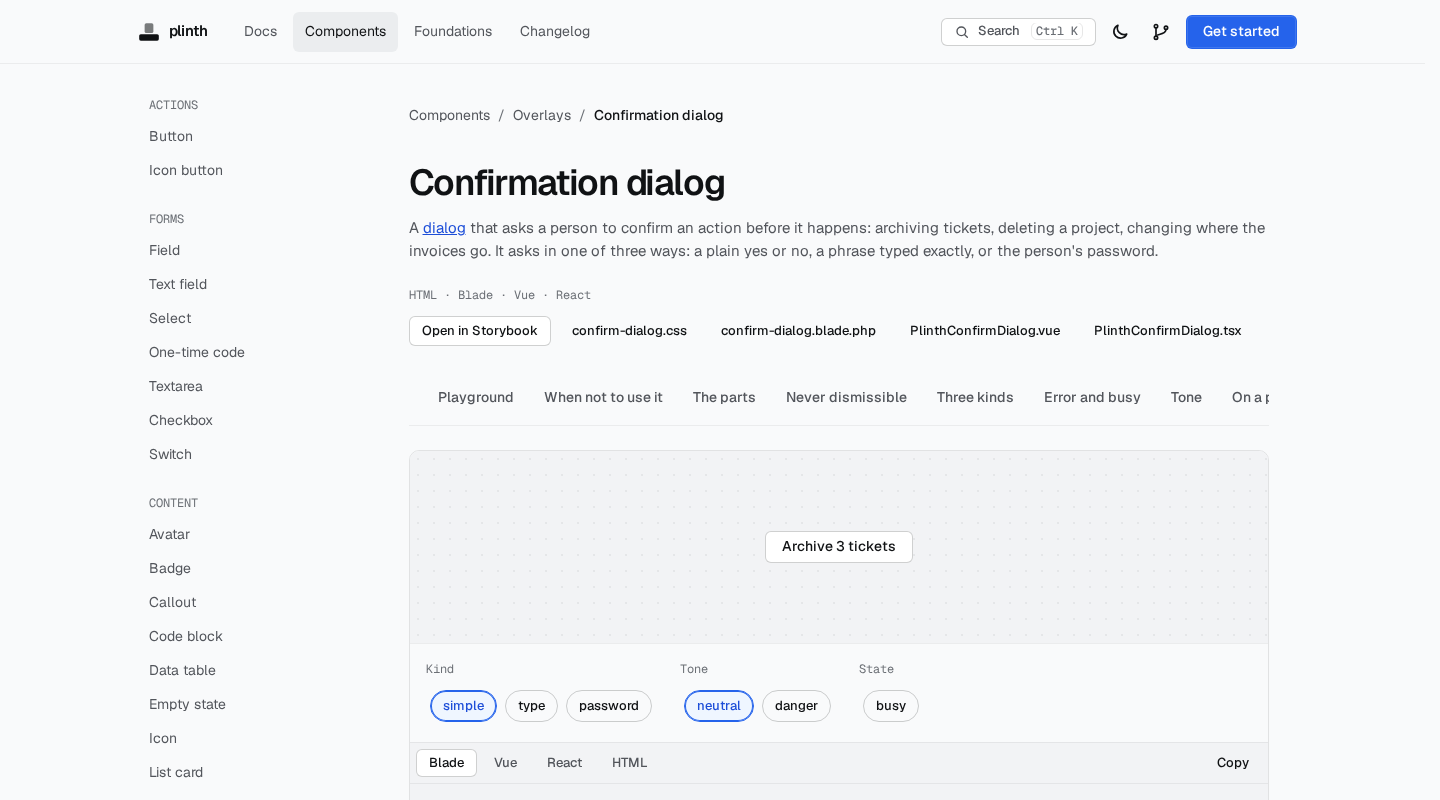 plinth
Docs
Components
Foundations
Changelog
Search
Ctrl K
Get started
ACTIONS
Button
Icon button
FORMS
Field
Text field
Select
One-time code
Textarea
Checkbox
Switch
CONTENT
Avatar
Badge
Callout
Code block
Data table
Empty state
Icon
List card
Components / Overlays / Confirmation dialog
Confirmation dialog
A dialog that asks a person to confirm an action before it happens: archiving tickets, deleting a project, changing where the
invoices go. It asks in one of three ways: a plain yes or no, a phrase typed exactly, or the person's password.
HTML · Blade · Vue · React
Open in Storybook
confirm-dialog.css
confirm-dialog.blade.php
PlinthConfirmDialog.vue
PlinthConfirmDialog.tsx
Playground
When not to use it
The parts
Never dismissible
Three kinds
Error and busy
Tone
On a
Archive 3 tickets
Kind
simple
type
password
Tone
neutral
danger
State
busy
Blade
Vue
React
HTML
Copy